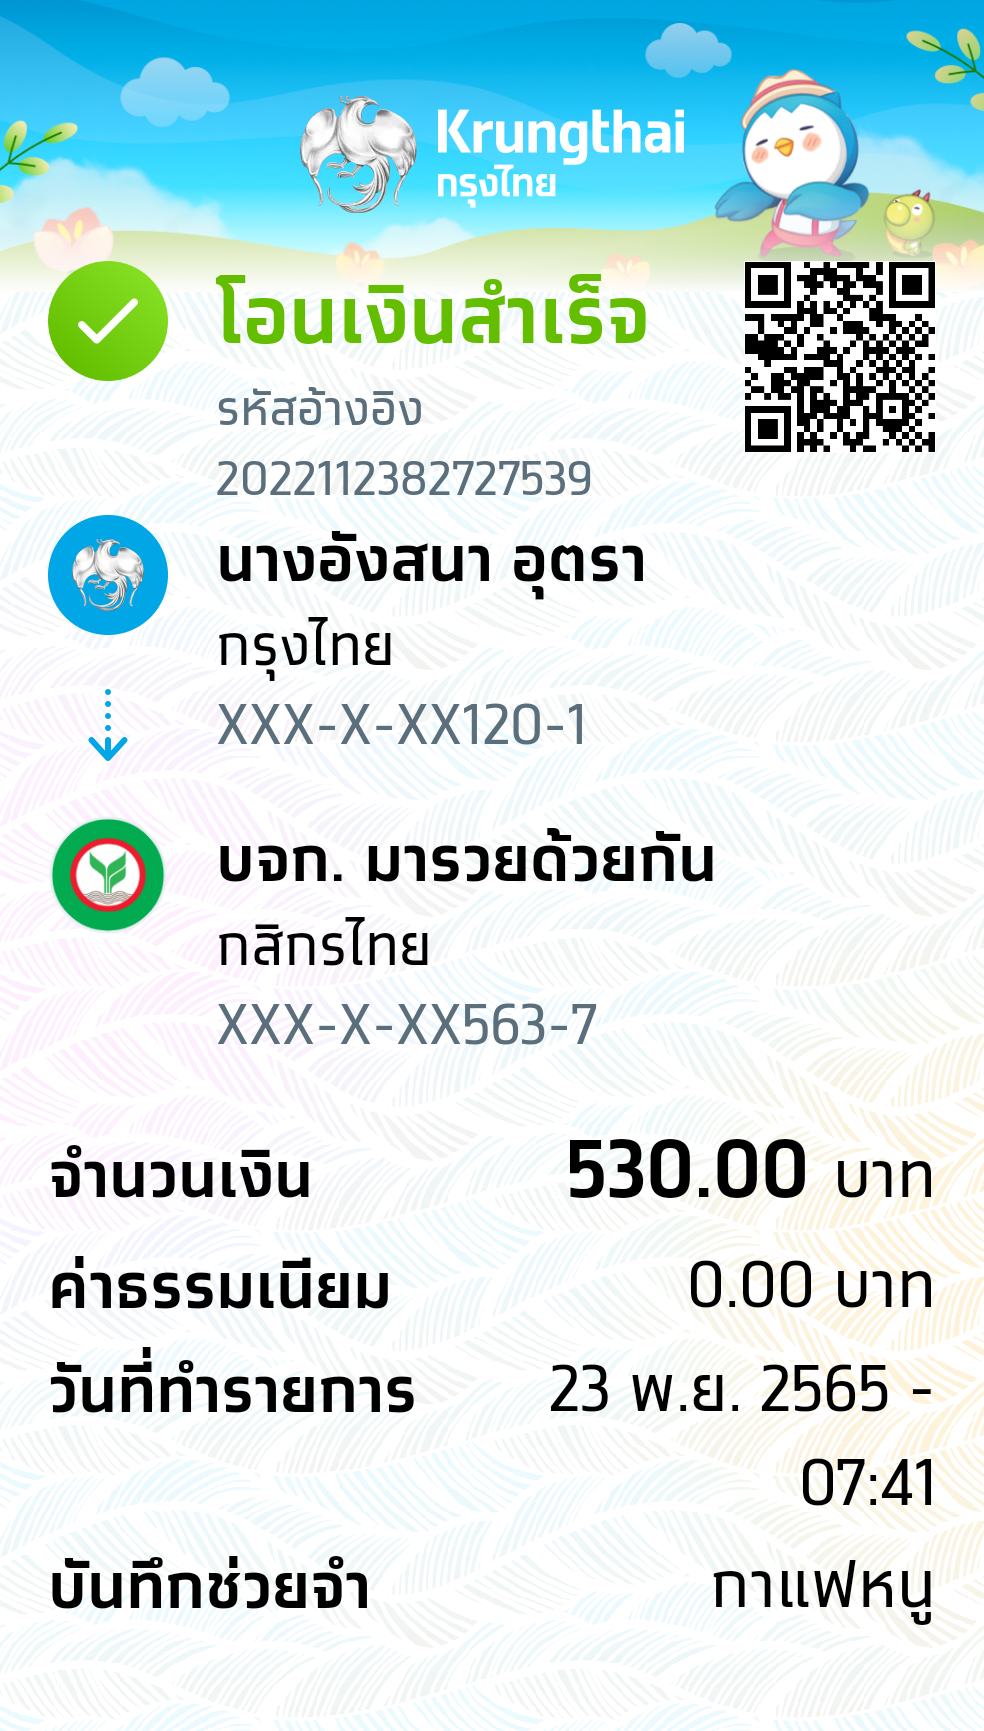 Krungthai
กรุงไทย
โอนเงินสำเร็จ
รหัสอ้างอิง
2022112382727539
นางอังสนา อุตรา
กรุงไทย
XXX-X-XX120-1
บจก. มารวยด้วยกัน
กสิกรไทย
XXX-X-XX563-7
จำนวนเงิน 530.00 บาท
ค่าธรรมเนียม 0.00 บาท
วันที่ทำรายการ 23 พ.ย. 2565 -
07:41
บันทึกช่วยจำ กาแฟหนู